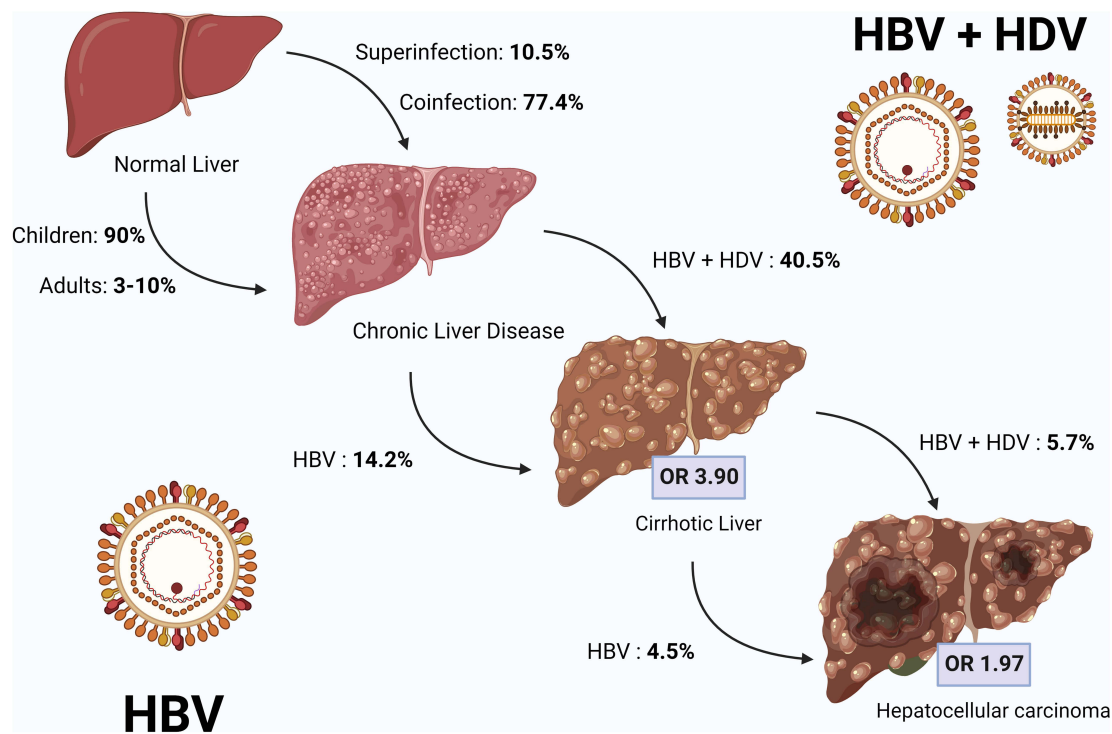 HBV + HDV
Superinfection: 10.5%
Coinfection: 77.4%
Normal Liver
Children: 90%
Adults: 3-10%
HBV + HDV : 40.5%
Chronic Liver Disease
HBV : 14.2%
HBV + HDV : 5.7%
OR 3.90
Cirrhotic Liver
HBV : 4.5%
OR 1.97
HBV
Hepatocellular carcinoma